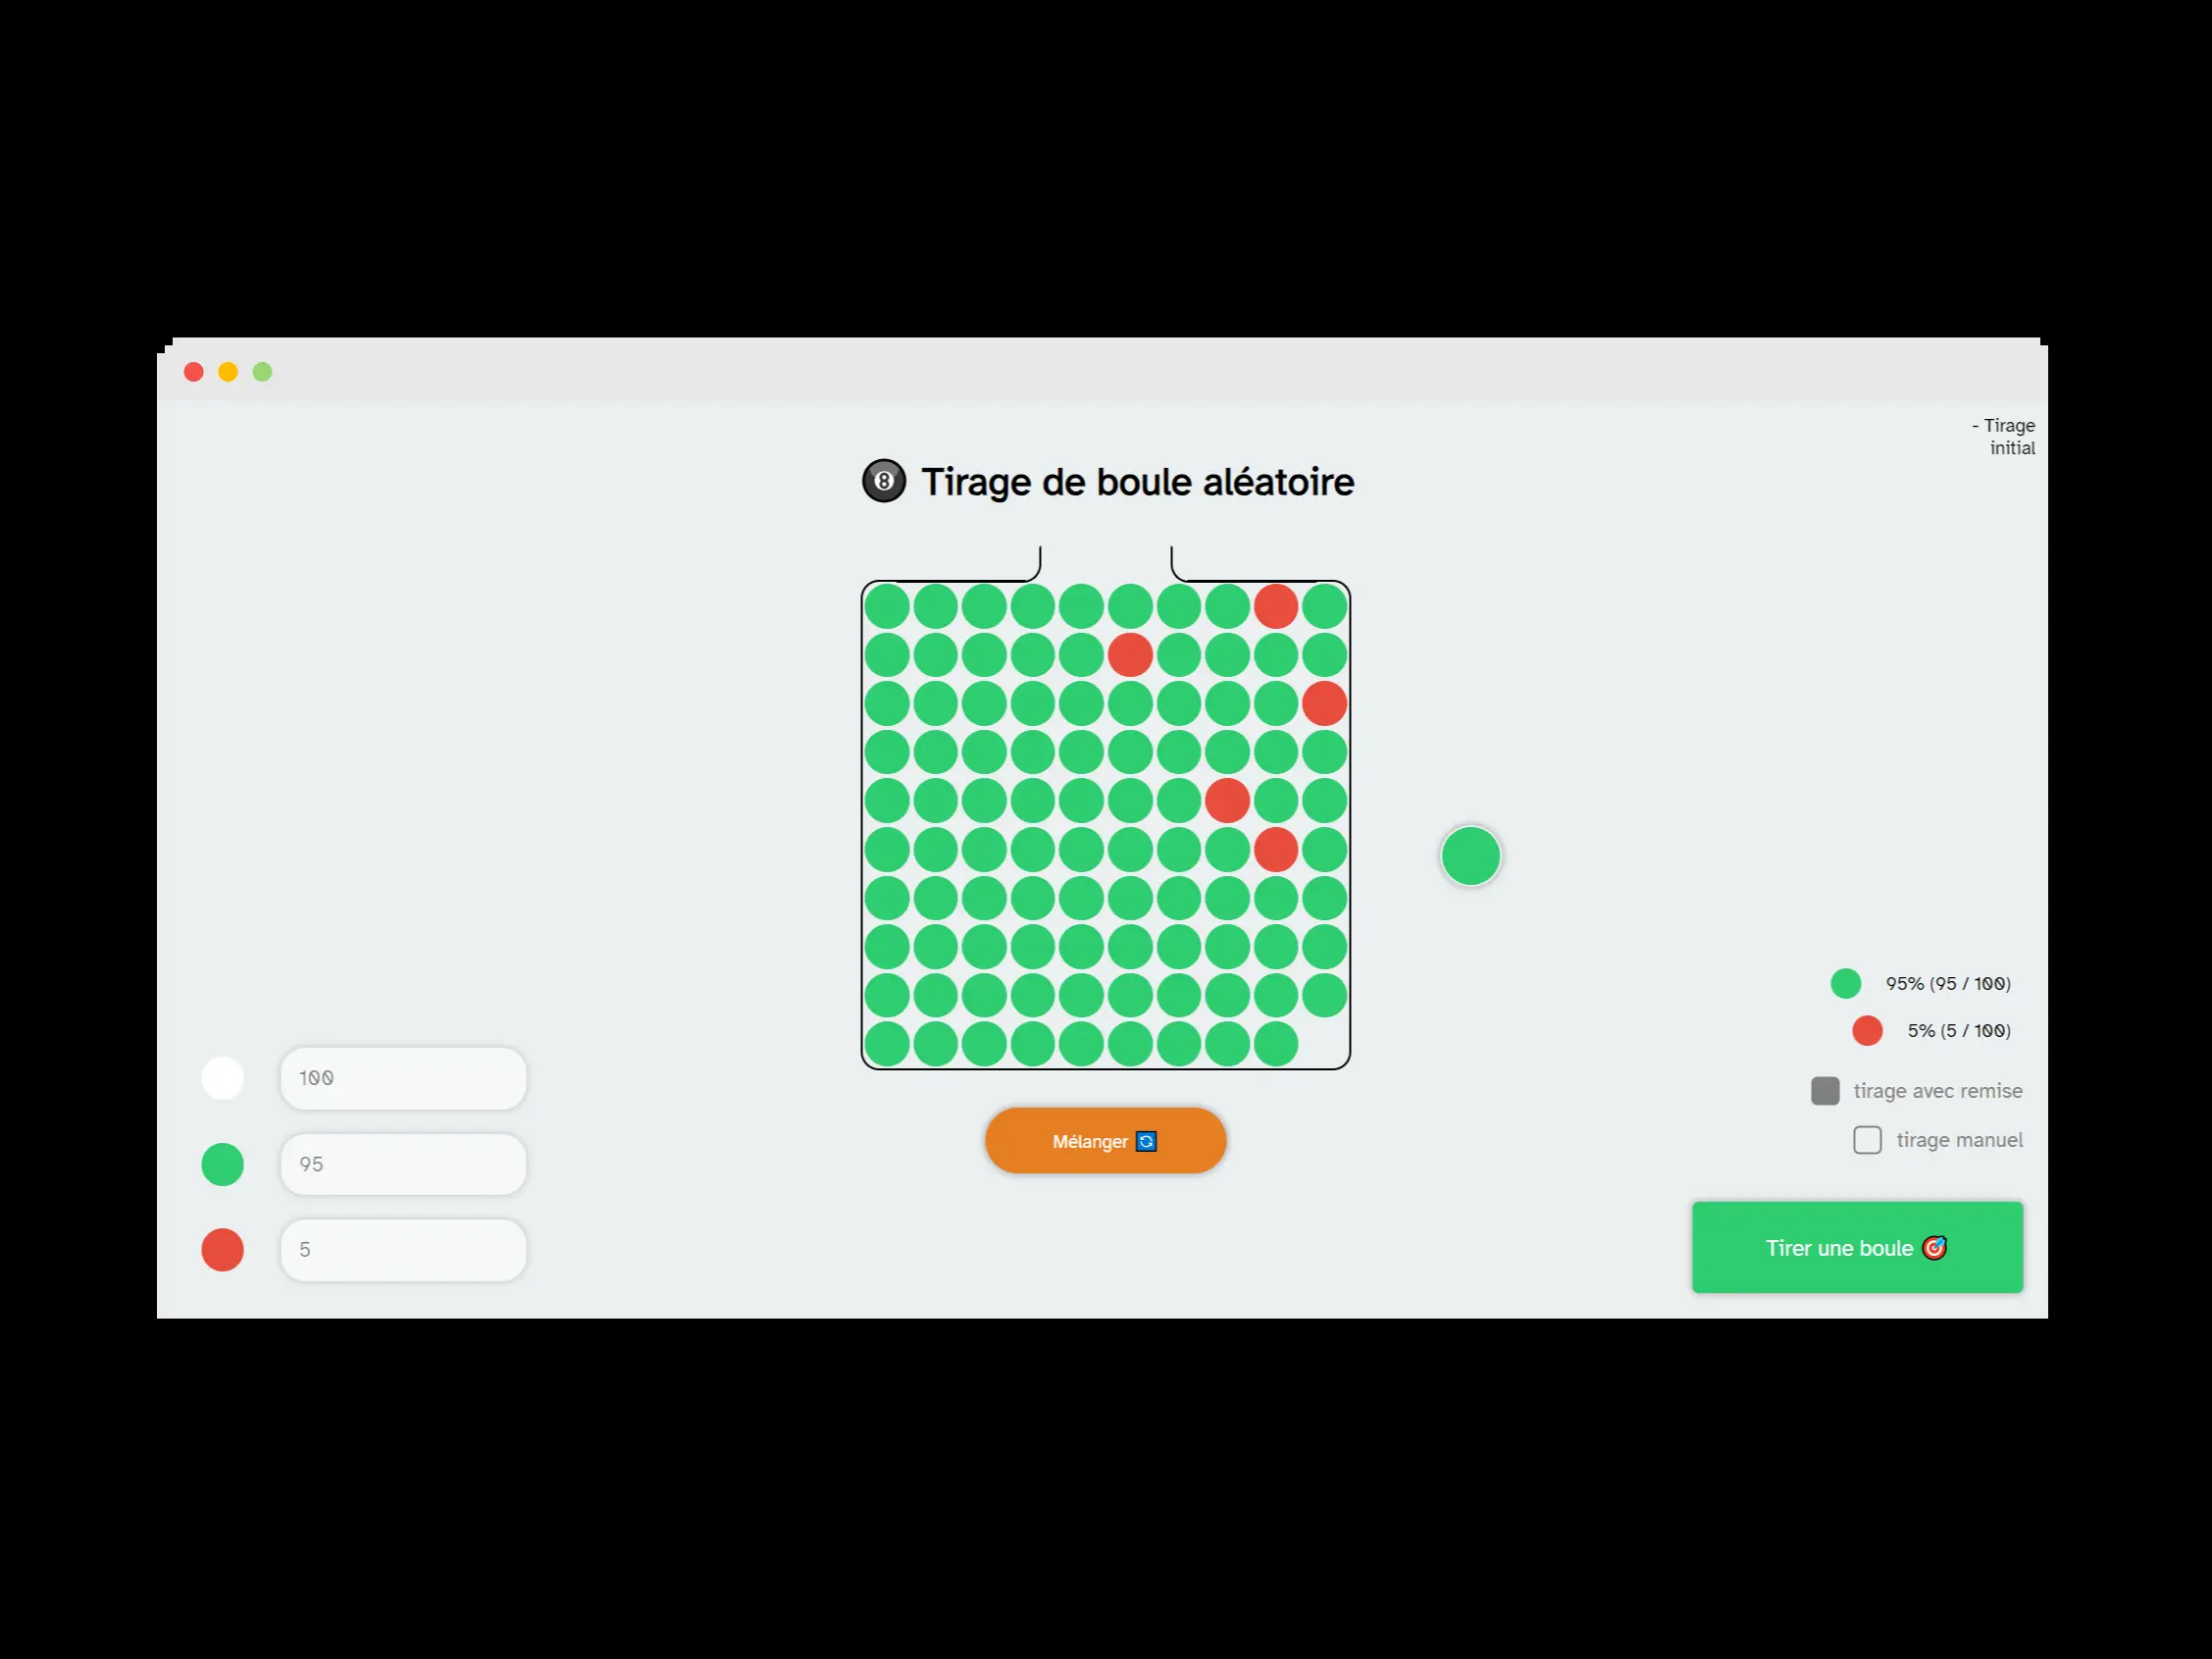 - Tirage
initial
Tirage de boule aléatoire
95% (95 / 100)
5% (5 / 100)
tirage avec remise
tirage manuel
100
95
5
Mélanger
Tirer une boule